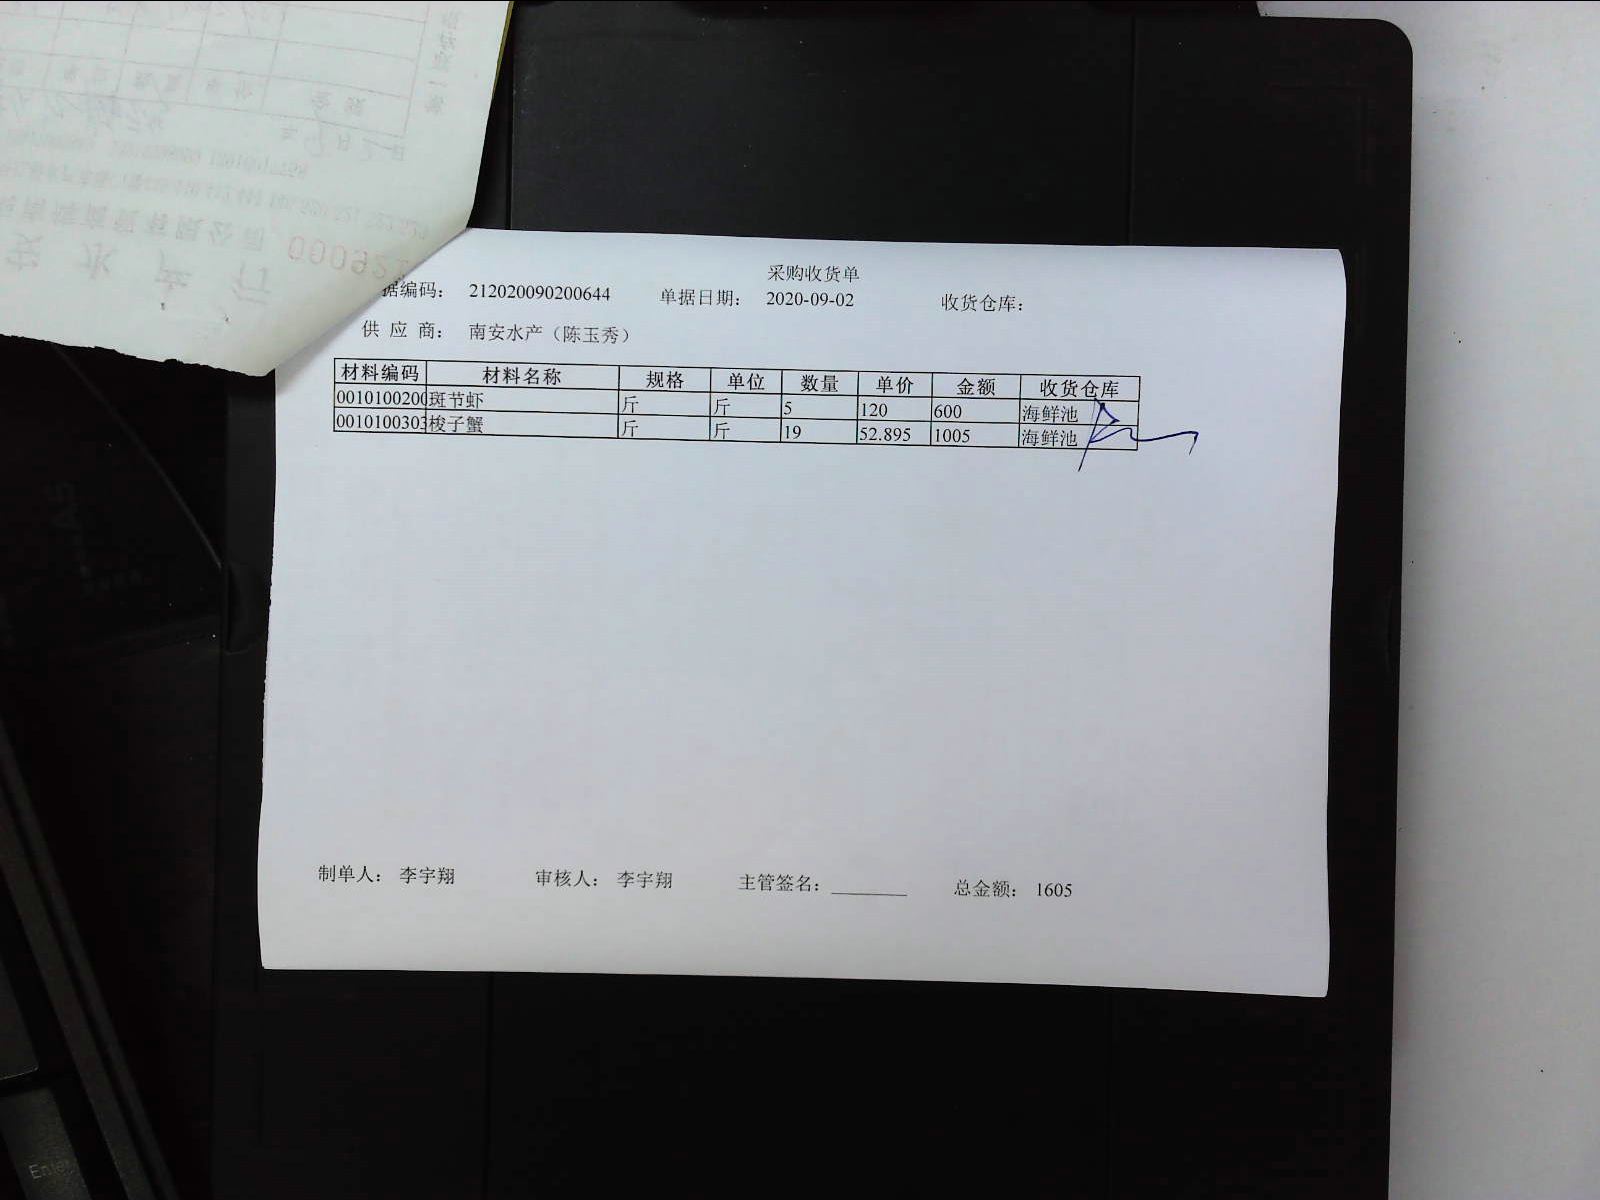 采购收货单
据编码： 212020090200644 单据日期： 2020-09-02 收货仓库：
供 应 商： 南安水产（陈玉秀）
材料编码 材料名称 规格 单位 数量 单价 金额 收货仓库
0010100200 斑节虾 斤 斤 5 120 600 海鲜池
0010100303 梭子蟹 斤 斤 19 52.895 1005 海鲜池
制单人： 李宇翔 审核人： 李宇翔 主管签名： 总金额： 1605
Enter